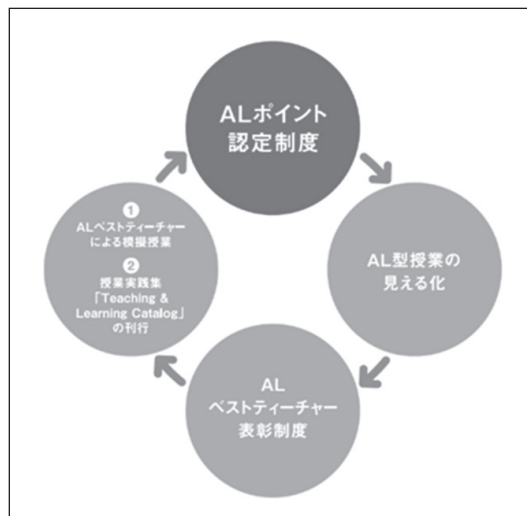 ALポイント
認定制度
AL型授業の
見える化
AL
ベストティーチャー
表彰制度
❶
ALベストティーチャー
による模擬授業
❷
授業実践集
「Teaching &
Learning Catalog」
の刊行